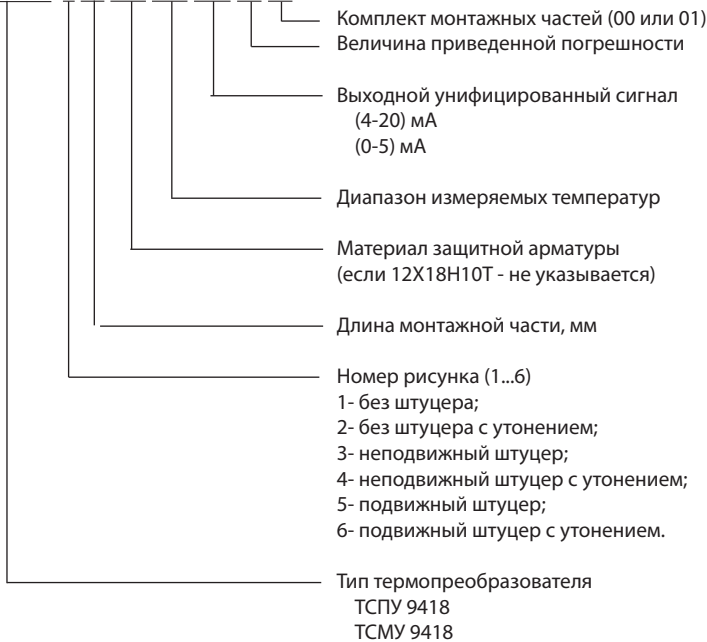 Комплект монтажных частей (00 или 01)
Величина приведенной погрешности
Выходной унифицированный сигнал
(4-20) мА
(0-5) мА
Диапазон измеряемых температур
Материал защитной арматуры
(если 12Х18Н10Т - не указывается)
Длина монтажной части, мм
Номер рисунка (1...6)
1- без штуцера;
2- без штуцера с утонением;
3- неподвижный штуцер;
4- неподвижный штуцер с утонением;
5- подвижный штуцер;
6- подвижный штуцер с утонением.
Тип термопреобразователя
ТСПУ 9418
ТСМУ 9418